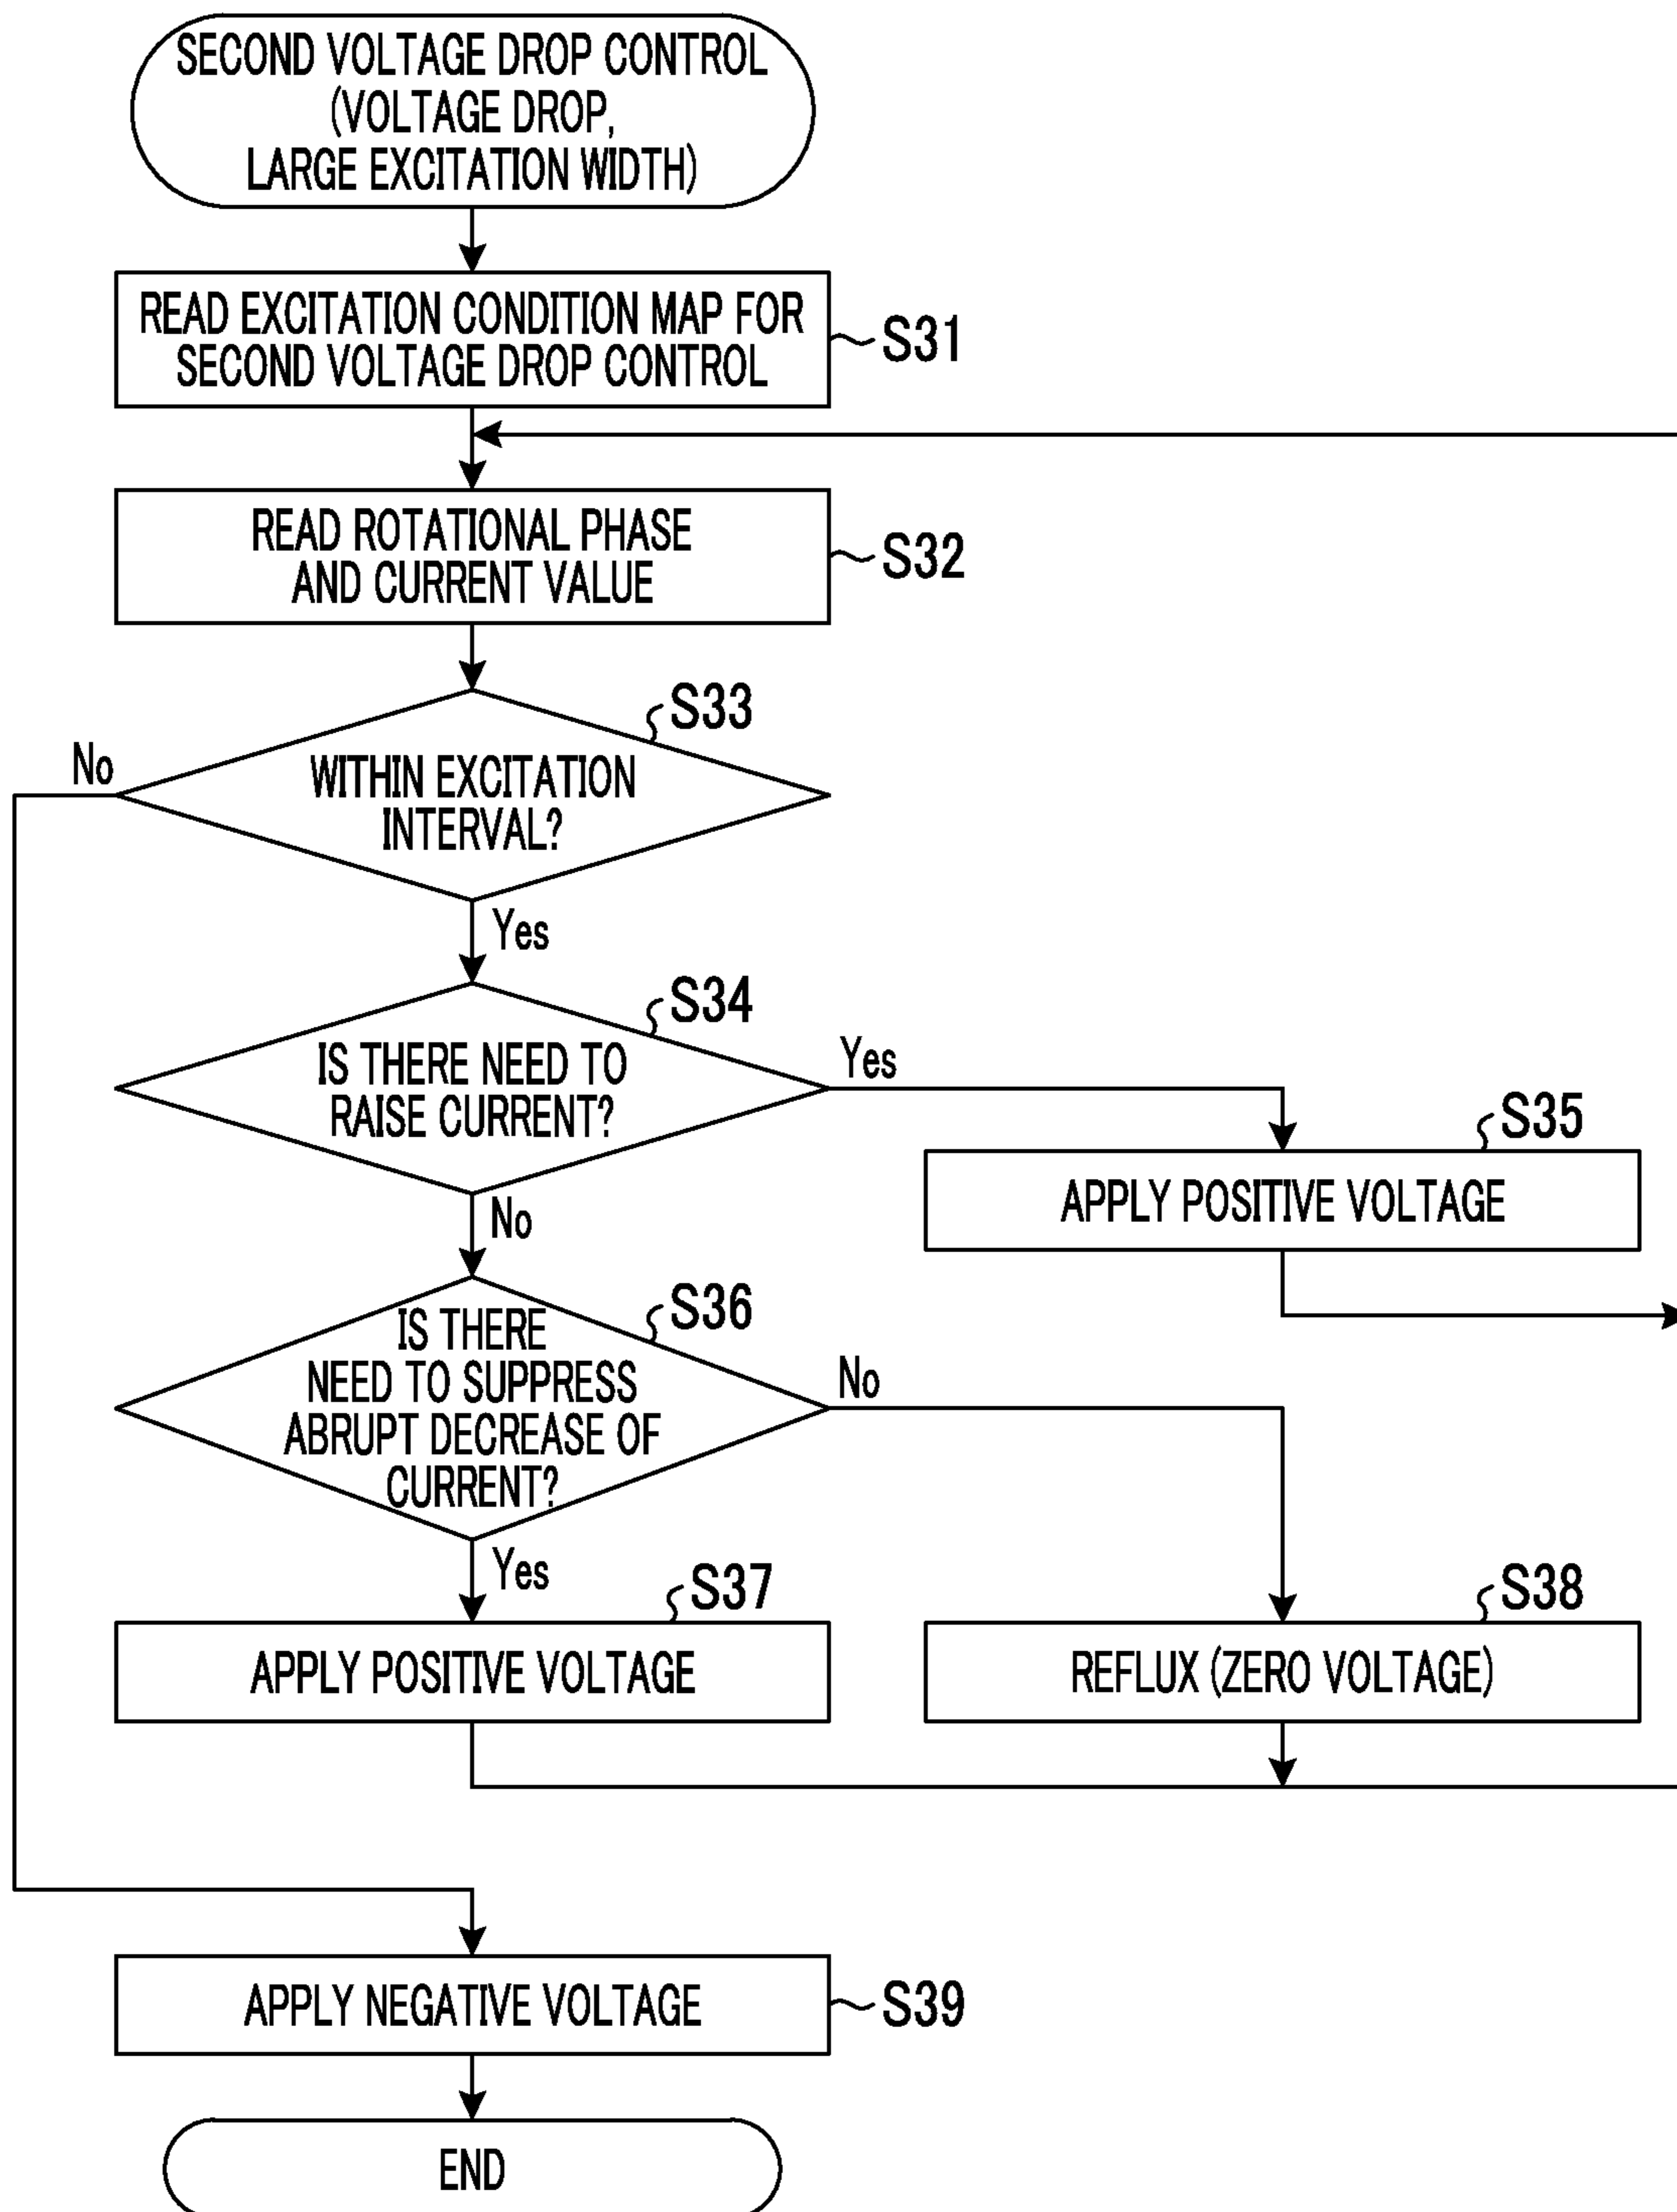 SECOND VOLTAGE DROP CONTROL
(VOLTAGE DROP,
LARGE EXCITATION WIDTH)
READ EXCITATION CONDITION MAP FOR
SECOND VOLTAGE DROP CONTROL
S31
READ ROTATIONAL PHASE
AND CURRENT VALUE
S32
S33
No
WITHIN EXCITATION
INTERVAL?
Yes
S34
IS THERE NEED TO
RAISE CURRENT?
Yes
S35
APPLY POSITIVE VOLTAGE
No
S36
IS THERE
NEED TO SUPPRESS
ABRUPT DECREASE OF
CURRENT?
No
Yes
S37
APPLY POSITIVE VOLTAGE
S38
REFLUX (ZERO VOLTAGE)
APPLY NEGATIVE VOLTAGE
S39
END